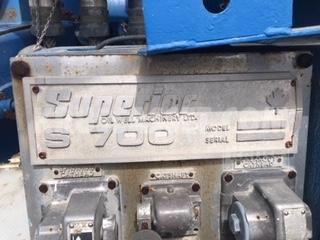 Superior
OIL WELL MACHINERY LTD.
S 700
MODEL
SERIAL